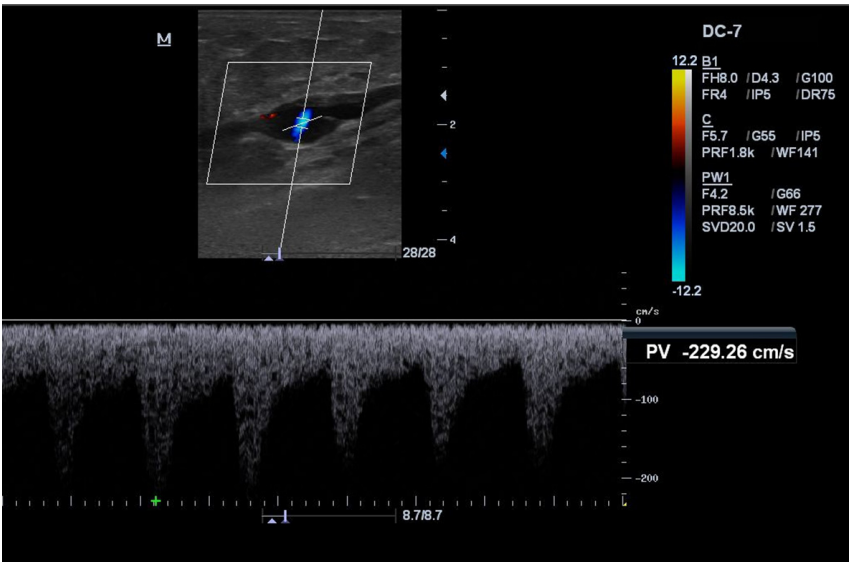 M
DC-7
12.2
B1
FH8.0 /D4.3 /G100
FR4 /IP5 /DR75
C
F5.7 /G55 /IP5
PRF1.8k /WF141
PW1
F4.2 /G66
PRF8.5k /WF 277
SVD20.0 /SV 1.5
-12.2
2
4
28/28
cm/s
0
PV -229.26 cm/s
-100
-200
8.7/8.7